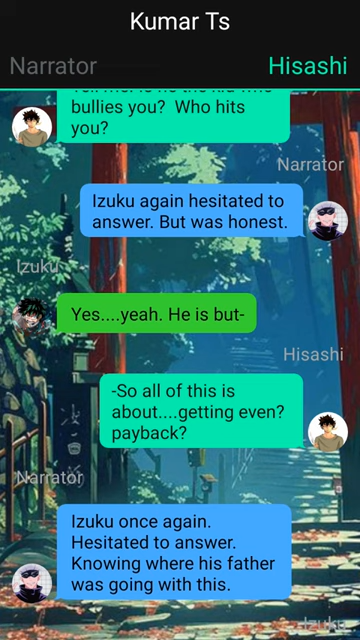 Kumar Ts
Narrator
Hisashi
bullies you? Who hits
you?
Narrator
Izuku again hesitated to
answer. But was honest.
Izuku
Yes....yeah. He is but-
Hisashi
-So all of this is
about....getting even?
payback?
Narrator
Izuku once again.
Hesitated to answer.
Knowing where his father
was going with this.
Izuku